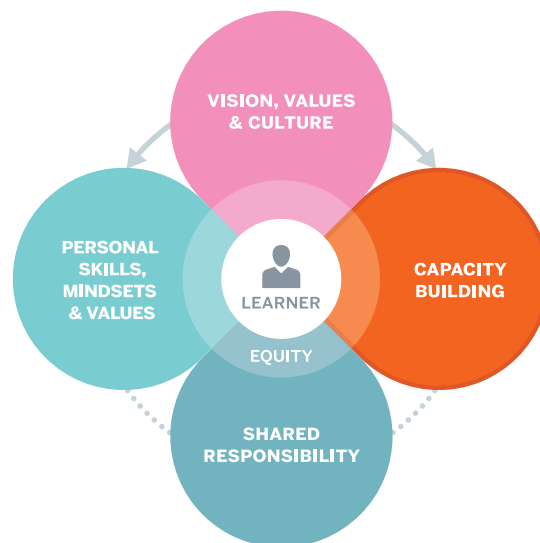 VISION, VALUES
& CULTURE
PERSONAL
SKILLS,
MINDSETS
& VALUES
LEARNER
CAPACITY
BUILDING
EQUITY
SHARED
RESPONSIBILITY